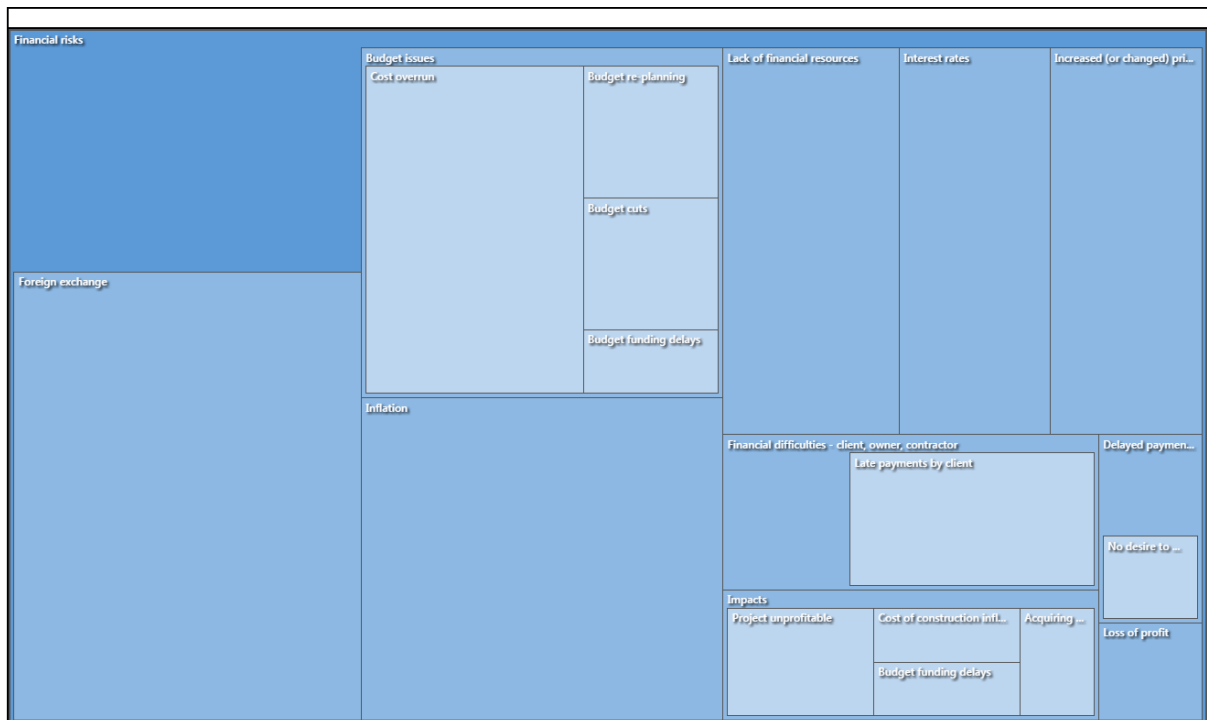 Financial risks
Budget issues
Lack of financial resources
Interest rates
Increased (or changed) pri...
Cost overrun
Budget re-planning
Budget cuts
Foreign exchange
Budget funding delays
Inflation
Financial difficulties - client, owner, contractor
Delayed paymen...
Late payments by client
No desire to ...
Impacts
Project unprofitable
Cost of construction infl...
Acquiring ...
Loss of profit
Budget funding delays